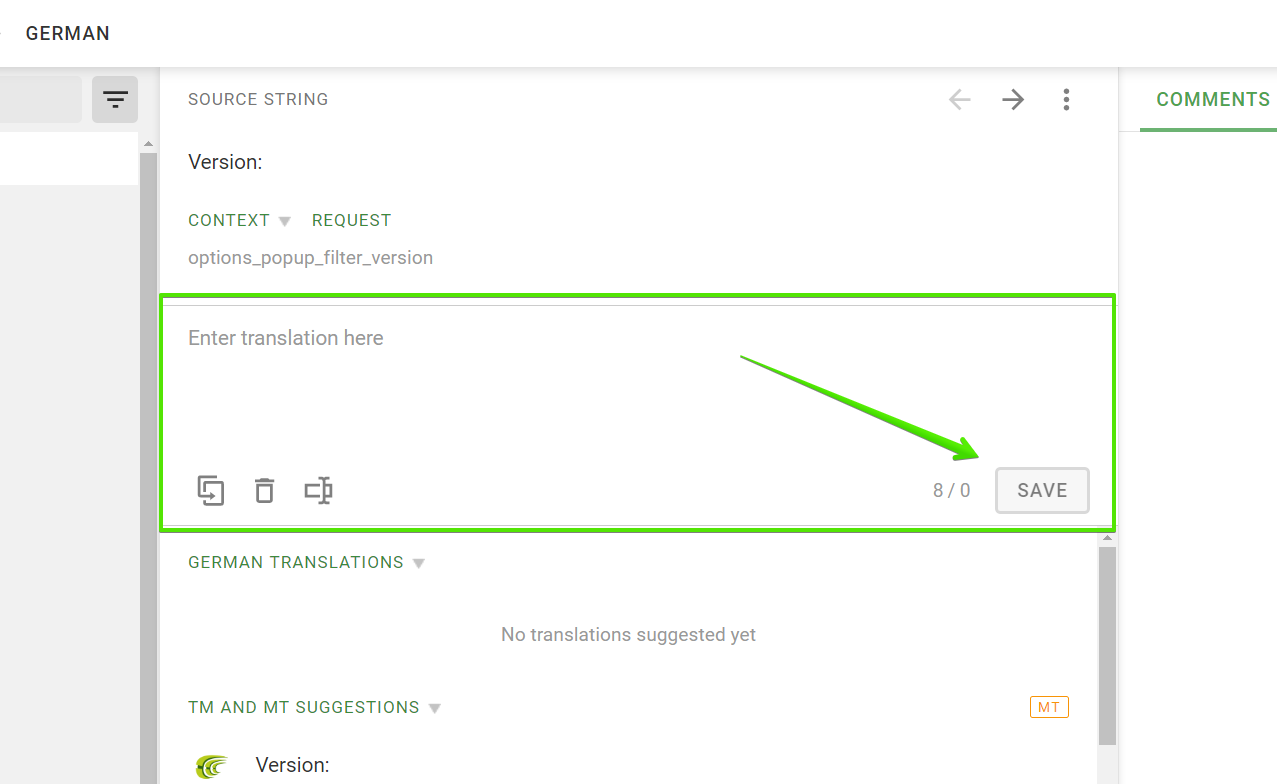 GERMAN
SOURCE STRING
COMMENTS
Version:
CONTEXT REQUEST
options_popup_filter_version
Enter translation here
8 / 0 SAVE
GERMAN TRANSLATIONS
No translations suggested yet
TM AND MT SUGGESTIONS MT
Version: